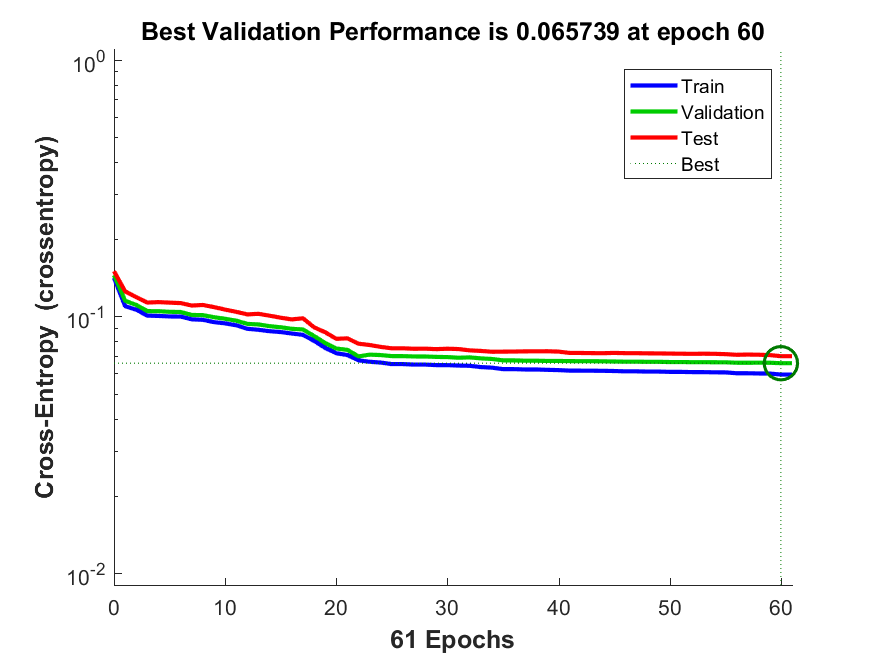 Best Validation Performance is 0.065739 at epoch 60
Cross-Entropy (crossentropy)
10^0
10^-1
10^-2
Train
Validation
Test
Best
0 10 20 30 40 50 60
61 Epochs